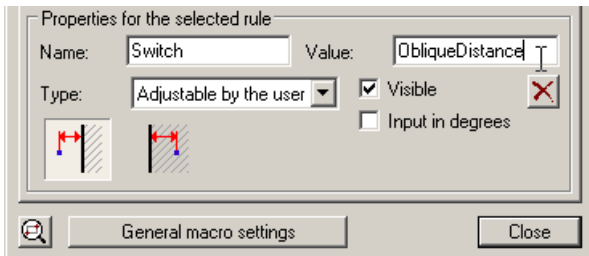 Properties for the selected rule
Name: Switch Value: ObliqueDistance
Type: Adjustable by the user Visible
Input in degrees
General macro settings Close